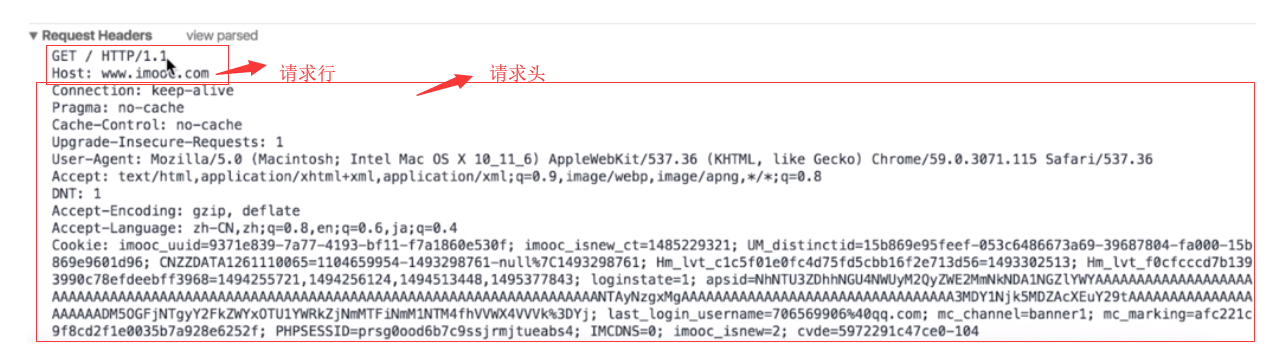 ▼ Request Headers view parsed
GET / HTTP/1.1
Host: www.imooc.com 请求行 请求头
Connection: keep-alive
Pragma: no-cache
Cache-Control: no-cache
Upgrade-Insecure-Requests: 1
User-Agent: Mozilla/5.0 (Macintosh; Intel Mac OS X 10_11_6) AppleWebKit/537.36 (KHTML, like Gecko) Chrome/59.0.3071.115 Safari/537.36
Accept: text/html,application/xhtml+xml,application/xml;q=0.9,image/webp,image/apng,*/*;q=0.8
DNT: 1
Accept-Encoding: gzip, deflate
Accept-Language: zh-CN,zh;q=0.8,en;q=0.6,ja;q=0.4
Cookie: imooc_uuid=9371e839-7a77-4193-bf11-f7a1860e530f; imooc_isnew_ct=1485229321; UM_distinctid=15b869e95feef-053c6486673a69-39687804-fa000-15b
869e9601d96; CNZZDATA1261110065=1104659954-1493298761-null%7C1493298761; Hm_lvt_c1c5f01e0fc4d75fd5cbb16f2e713d56=1493302513; Hm_lvt_f0cfcccd7b139
3990c78efdeebff3968=1494255721,1494256124,1494513448,1495377843; loginstate=1;
last_login_username=706569906%40qq.com; mc_channel=banner1; mc_marking=afc221c
9f8cd2f1e0035b7a928e6252f; PHPSESSID=prsg0ood6b7c9ssjrmjtueabs4; IMCDNS=0; imooc_isnew=2; cvde=5972291c47ce0-104